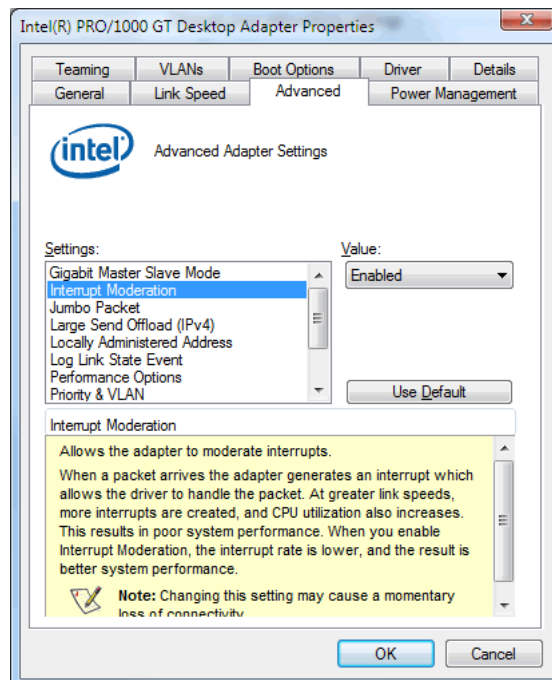 Intel(R) PRO/1000 GT Desktop Adapter Properties
Teaming VLANs Boot Options Driver Details
General Link Speed Advanced Power Management
intel Advanced Adapter Settings
Settings: Value:
Gigabit Master Slave Mode Enabled
Interrupt Moderation
Jumbo Packet
Large Send Offload (IPv4)
Locally Administered Address
Log Link State Event
Performance Options
Priority & VLAN Use Default
Interrupt Moderation
Allows the adapter to moderate interrupts.
When a packet arrives the adapter generates an interrupt which
allows the driver to handle the packet. At greater link speeds,
more interrupts are created, and CPU utilization also increases.
This results in poor system performance. When you enable
Interrupt Moderation, the interrupt rate is lower, and the result is
better system performance.
Note: Changing this setting may cause a momentary
loss of connectivity
OK Cancel